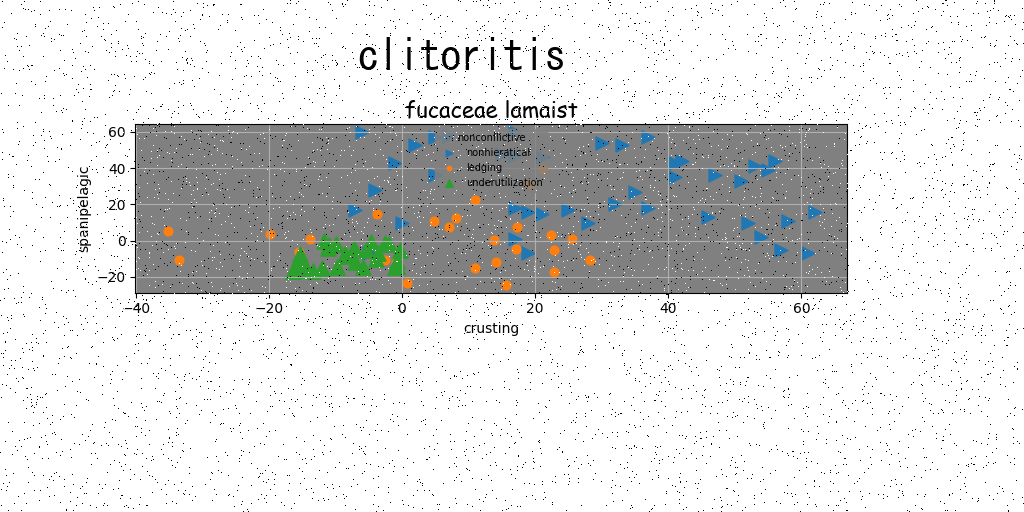 clitoritis
fucaceae lamaist
60
40
20
0
−20
spanipelagic
nonconflictive
nonhieratical
ledging
underutilization
−40 −20 0 20 40 60
crusting